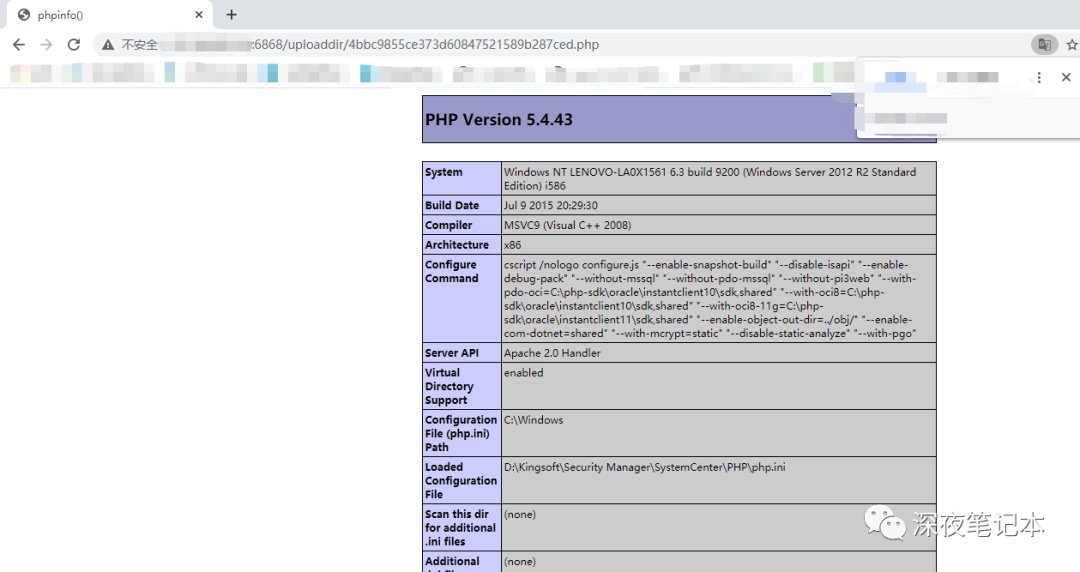 phpinfo()
不安全
:6868/uploaddir/4bbc9855ce373d60847521589b287ced.php
PHP Version 5.4.43
System
Windows NT LENOVO-LA0X1561 6.3 build 9200 (Windows Server 2012 R2 Standard
Edition) i586
Build Date
Jul 9 2015 20:29:30
Compiler
MSVC9 (Visual C++ 2008)
Architecture
x86
Configure
Command
cscript /nologo configure.js "--enable-snapshot-build" "--disable-isapi" "--enable-
debug-pack" "--without-mssql" "--without-pdo-mssql" "--without-pi3web" "--with-
pdo-oci=C:\php-sdk\oracle\instantclient10\sdk,shared" "--with-oci8=C:\php-
sdk\oracle\instantclient10\sdk,shared" "--with-oci8-11g=C:\php-
sdk\oracle\instantclient11\sdk,shared" "--enable-object-out-dir=../obj/" "--enable-
com-dotnet=shared" "--with-mcrypt=static" "--disable-static-analyze" "--with-pgo"
Server API
Apache 2.0 Handler
Virtual
Directory
Support
enabled
Configuration
File (php.ini)
Path
C:\Windows
Loaded
Configuration
File
D:\Kingsoft\Security Manager\SystemCenter\PHP\php.ini
Scan this dir
for additional
.ini files
(none)
Additional
(none)
深夜笔记本